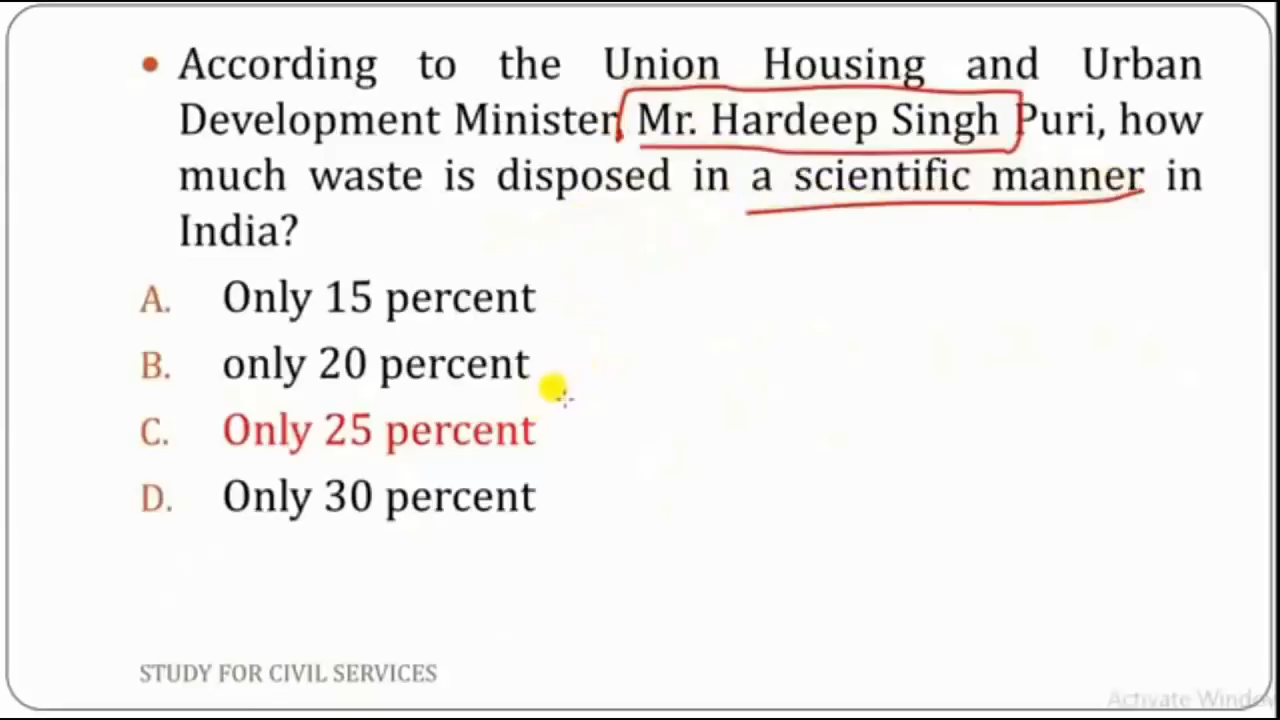 • According to the Union Housing and Urban
Development Minister, Mr. Hardeep Singh Puri, how
much waste is disposed in a scientific manner in
India?
A. Only 15 percent
B. only 20 percent
C. Only 25 percent
D. Only 30 percent
STUDY FOR CIVIL SERVICES
Activate Window